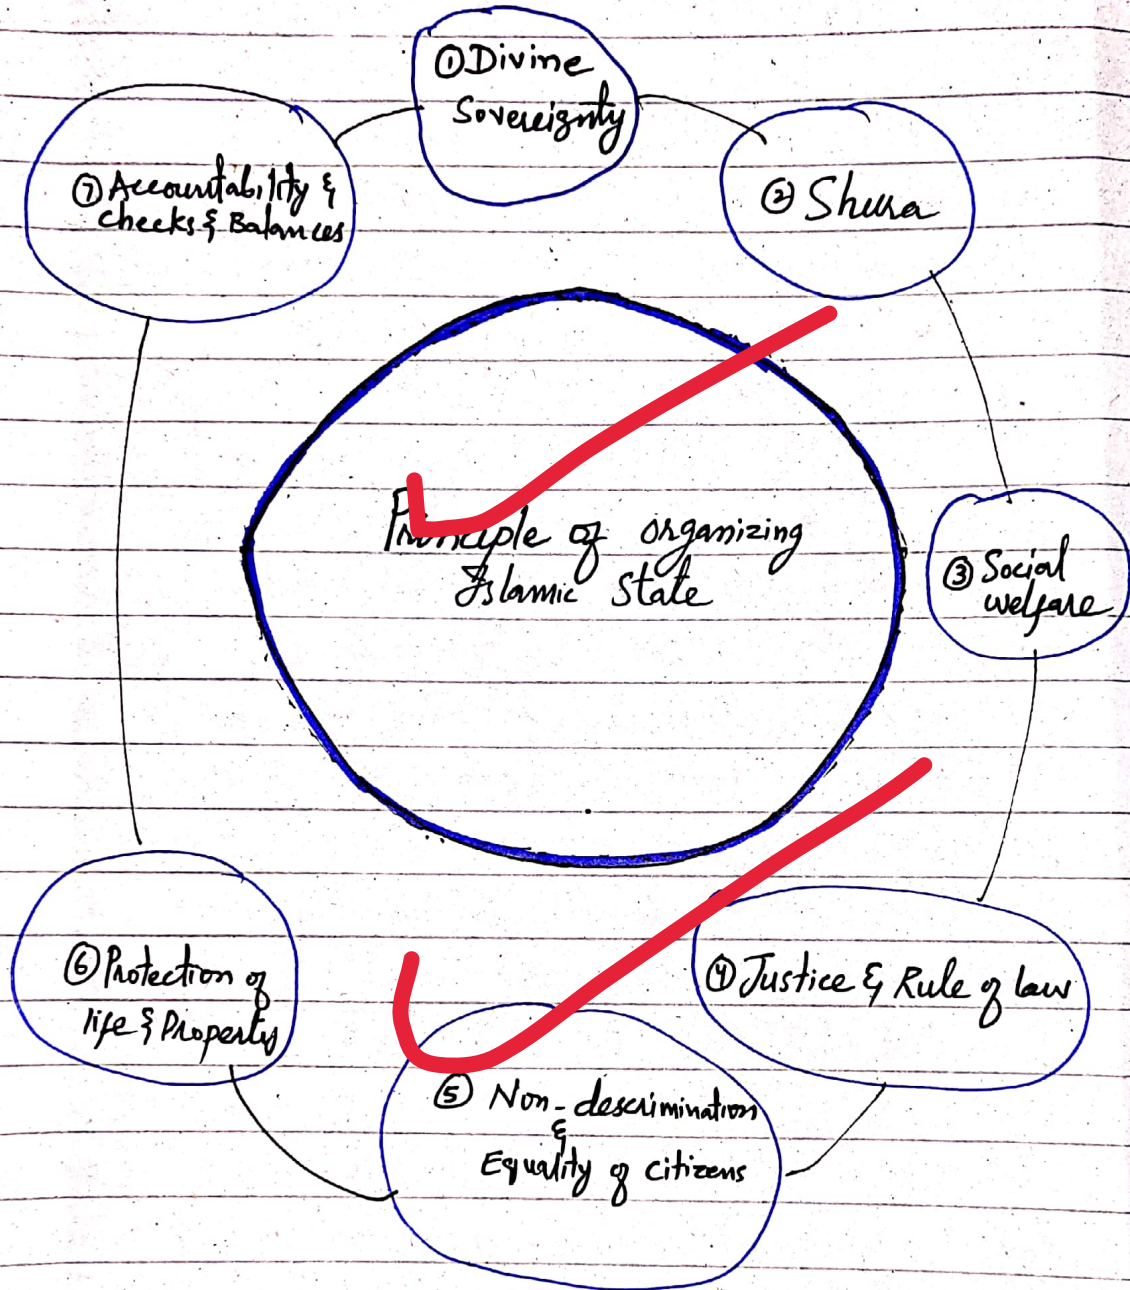 ① Divine
Sovereignty
② Shura
③ Social
welfare
④ Justice & Rule of law
⑤ Non-descrimination
&
Equality of citizens
⑥ Protection of
life & Property
⑦ Accountability &
checks & Balances
Principle of organizing
Islamic State